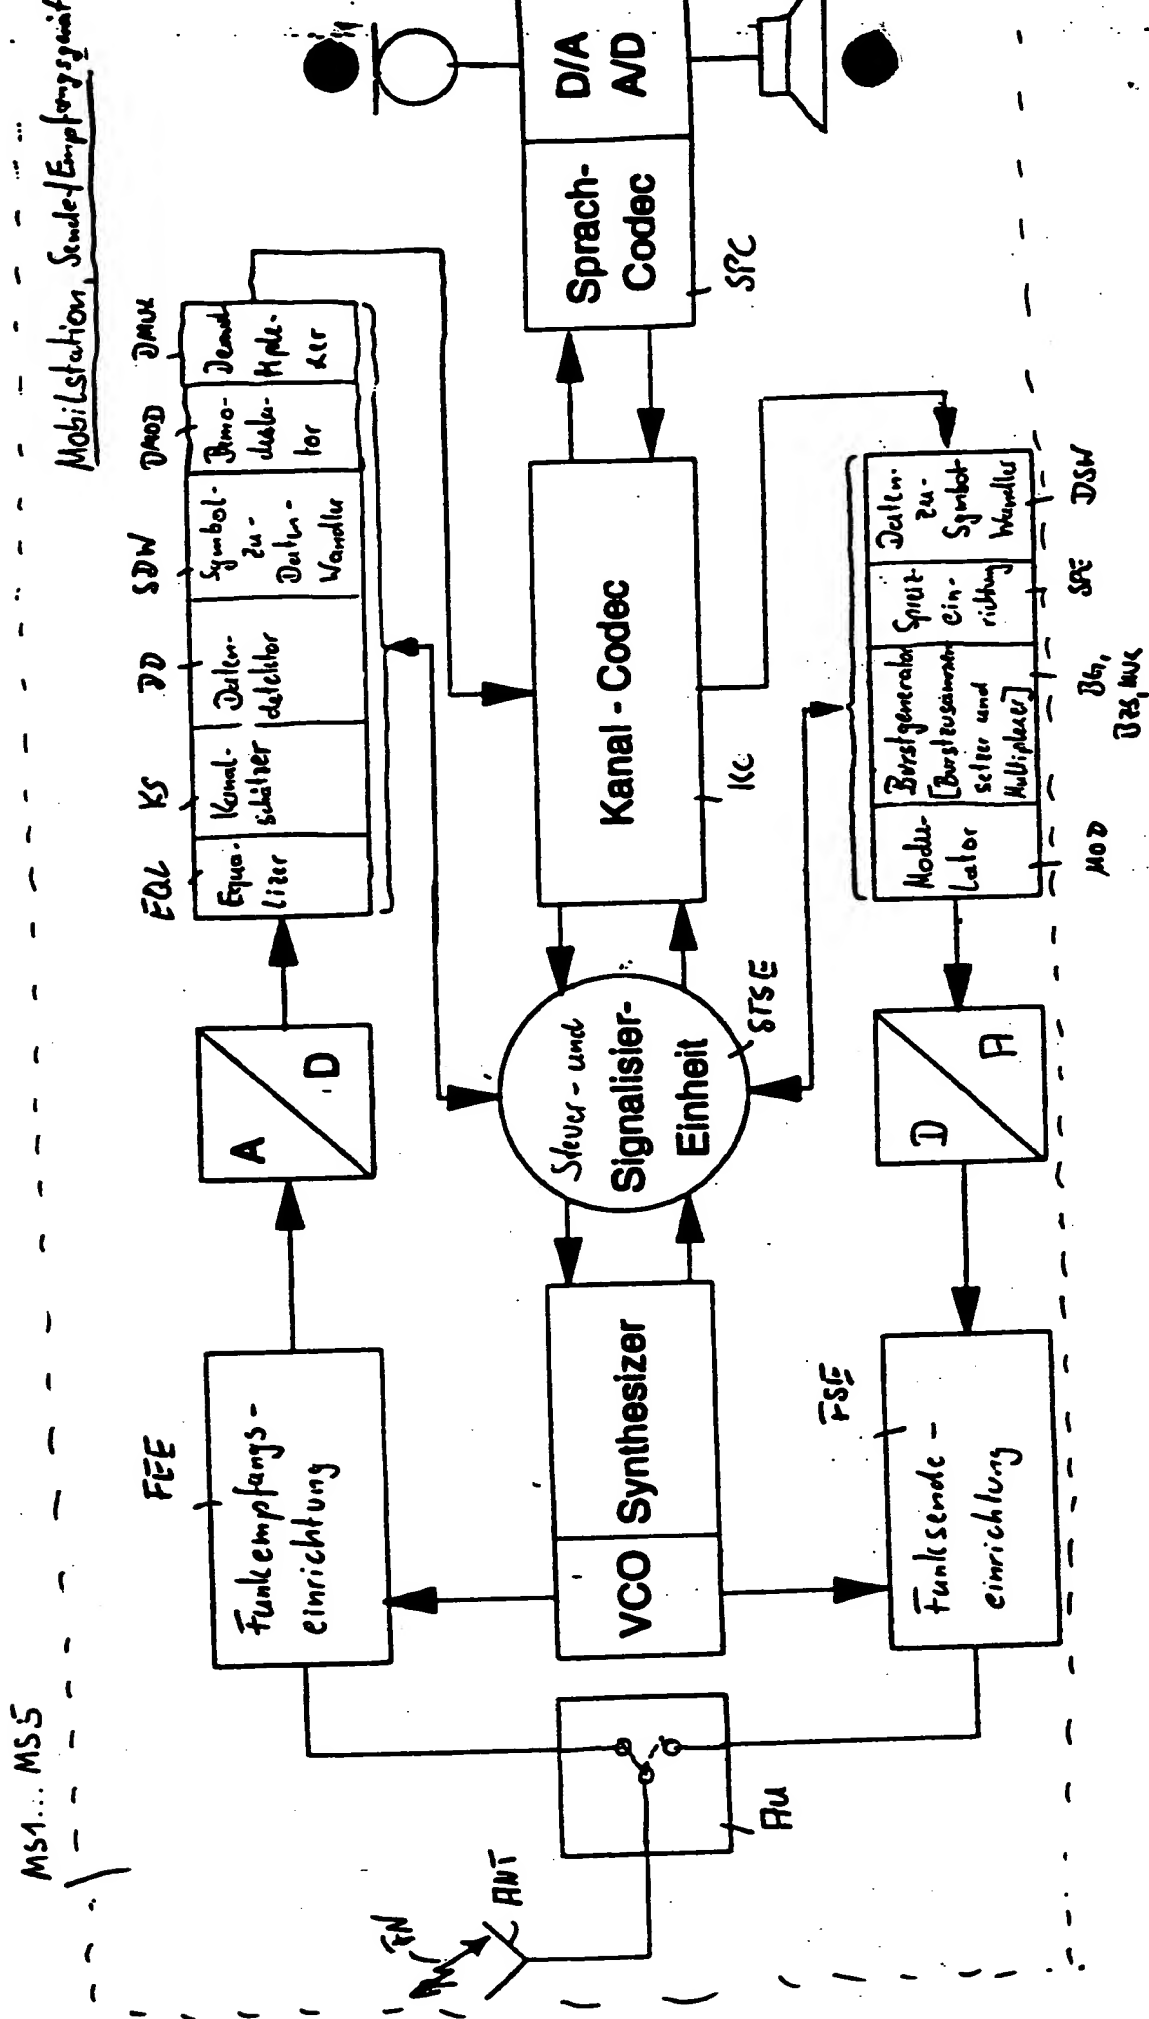 MS1... MS5
Mobilstation, Sende-/Empfangsgerät
FN
ANT
AU
FEE
Funkempfangs-
einrichtung
A
D
EQL
KS
DD
SDW
DMOD
DMUX
Equa-
lizer
Kanal-
schätzer
Daten-
detektor
Symbol-
zu-
Daten-
Wandler
Demo-
dula-
tor
Demul
tiple-
xer
VCO
Synthesizer
Steuer- und
Signalisier-
Einheit
STSE
Kanal-Codec
KC
Sprach-
Codec
SPC
D/A
A/D
FSE
Funksende-
einrichtung
D
A
Modu-
lator
Burstgenerator
[Burstzusammen
setzer und
Multiplexer]
Spreiz-
ein-
richtung
Daten-
zu-
Symbol-
Wandler
MOD
BG,
BZS, MUX
SPE
DSW